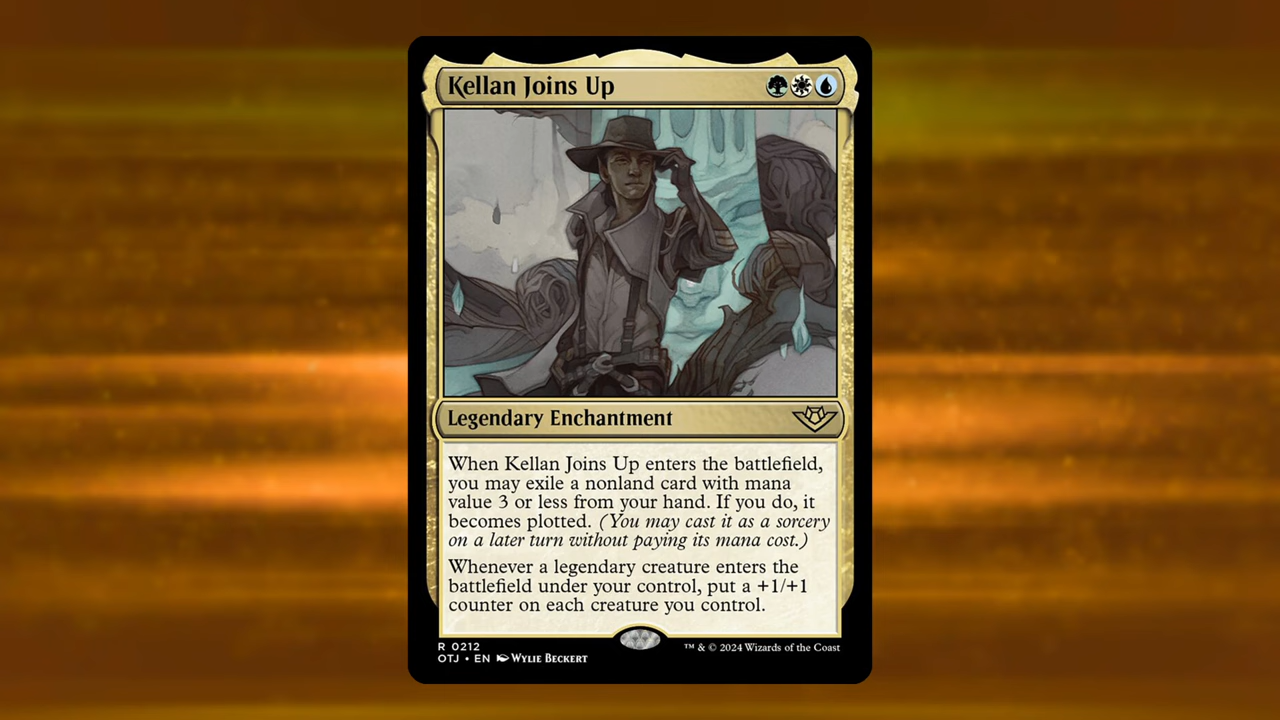 Kellan Joins Up
Legendary Enchantment
When Kellan Joins Up enters the battlefield,
you may exile a nonland card with mana
value 3 or less from your hand. If you do, it
becomes plotted. (You may cast it as a sorcery
on a later turn without paying its mana cost.)
Whenever a legendary creature enters the
battlefield under your control, put a +1/+1
counter on each creature you control.
R 0212
OTJ • EN Wylie Beckert
™ & © 2024 Wizards of the Coast